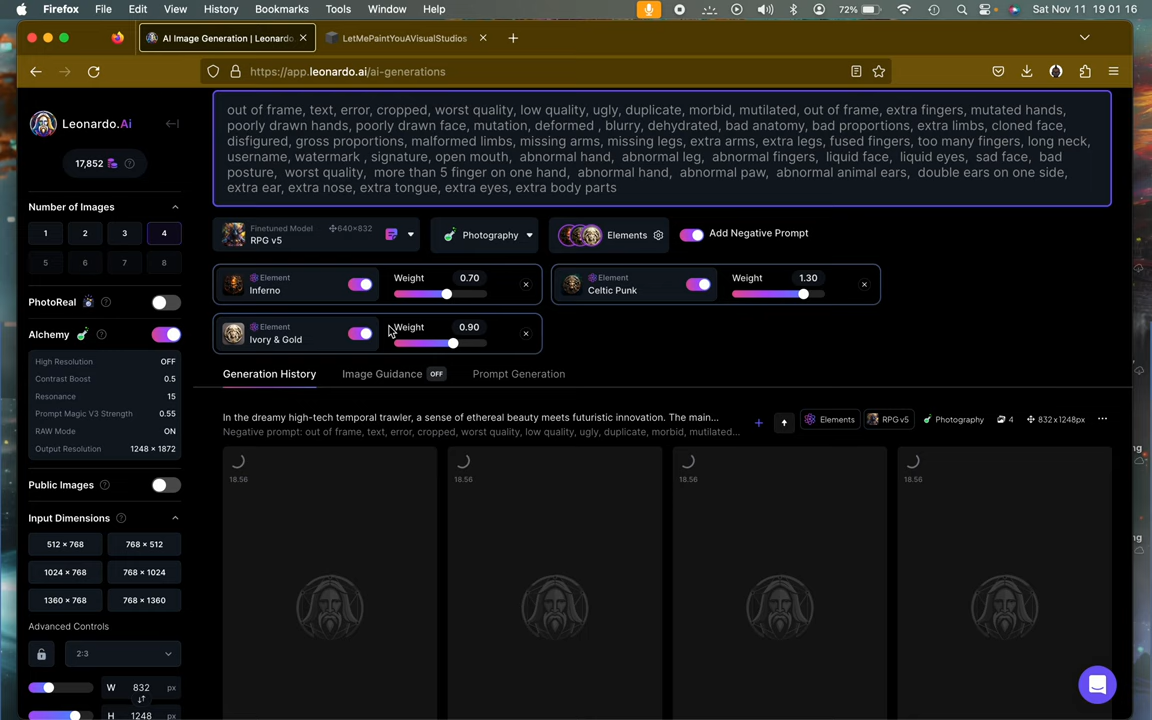 Firefox File Edit View History Bookmarks Tools Window Help 72% Sat Nov 11 19 01 16
AI Image Generation | Leonardo. LetMePaintYouAVisualStudios
https://app.leonardo.ai/ai-generations
Leonardo.Ai
17,852
Number of Images
1 2 3 4
5 6 7 8
PhotoReal
Alchemy
High Resolution OFF
Contrast Boost 0.5
Resonance 15
Prompt Magic V3 Strength 0.55
RAW Mode ON
Output Resolution 1248 × 1872
Public Images
Input Dimensions
512 × 768 768 × 512
1024 × 768 768 × 1024
1360 × 768 768 × 1360
Advanced Controls
2:3
W 832 px
H 1248 px
out of frame, text, error, cropped, worst quality, low quality, ugly, duplicate, morbid, mutilated, out of frame, extra fingers, mutated hands,
poorly drawn hands, poorly drawn face, mutation, deformed , blurry, dehydrated, bad anatomy, bad proportions, extra limbs, cloned face,
disfigured, gross proportions, malformed limbs, missing arms, missing legs, extra arms, extra legs, fused fingers, too many fingers, long neck,
username, watermark , signature, open mouth, abnormal hand, abnormal leg, abnormal fingers, liquid face, liquid eyes, sad face, bad
posture, worst quality, more than 5 finger on one hand, abnormal hand, abnormal paw, abnormal animal ears, double ears on one side,
extra ear, extra nose, extra tongue, extra eyes, extra body parts
Finetuned Model 640×832
RPG v5
Photography
Elements
Add Negative Prompt
Element
Inferno
Weight 0.70
Element
Celtic Punk
Weight 1.30
Element
Ivory & Gold
Weight 0.90
Generation History Image Guidance OFF Prompt Generation
In the dreamy high-tech temporal trawler, a sense of ethereal beauty meets futuristic innovation. The main...
Negative prompt: out of frame, text, error, cropped, worst quality, low quality, ugly, duplicate, morbid, mutilated...
Elements RPG v5 Photography 4 832x1248px
18.56 18.56 18.56 18.56
ng
ng